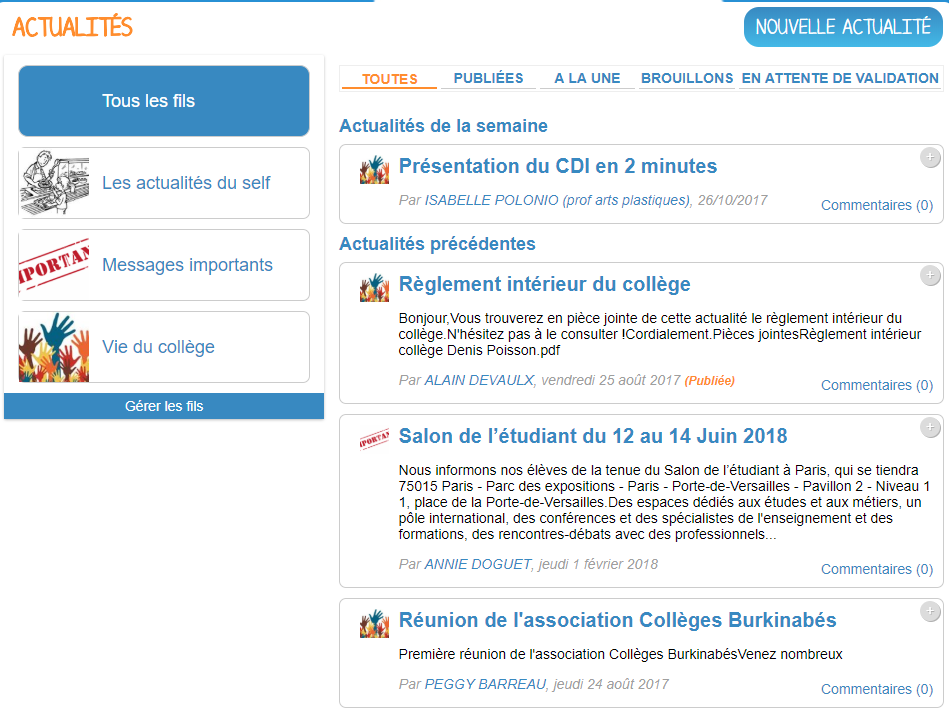 ACTUALITÉS
NOUVELLE ACTUALITÉ
Tous les fils
Les actualités du self
Messages importants
Vie du collège
Gérer les fils
TOUTES PUBLIÉES A LA UNE BROUILLONS EN ATTENTE DE VALIDATION
Actualités de la semaine
Présentation du CDI en 2 minutes
Par ISABELLE POLONIO (prof arts plastiques), 26/10/2017
Commentaires (0)
Actualités précédentes
Règlement intérieur du collège
Bonjour,Vous trouverez en pièce jointe de cette actualité le règlement intérieur du
collège.N'hésitez pas à le consulter !Cordialement.Pièces jointesRèglement intérieur
collège Denis Poisson.pdf
Par ALAIN DEVAULX, vendredi 25 août 2017 (Publiée)
Commentaires (0)
PORTAN
Salon de l’étudiant du 12 au 14 Juin 2018
Nous informons nos élèves de la tenue du Salon de l’étudiant à Paris, qui se tiendra
75015 Paris - Parc des expositions - Paris - Porte-de-Versailles - Pavillon 2 - Niveau 1
1, place de la Porte-de-Versailles.Des espaces dédiés aux études et aux métiers, un
pôle international, des conférences et des spécialistes de l'enseignement et des
formations, des rencontres-débats avec des professionnels...
Par ANNIE DOGUET, jeudi 1 février 2018
Commentaires (0)
Réunion de l'association Collèges Burkinabés
Première réunion de l'association Collèges BurkinabésVenez nombreux
Par PEGGY BARREAU, jeudi 24 août 2017
Commentaires (0)